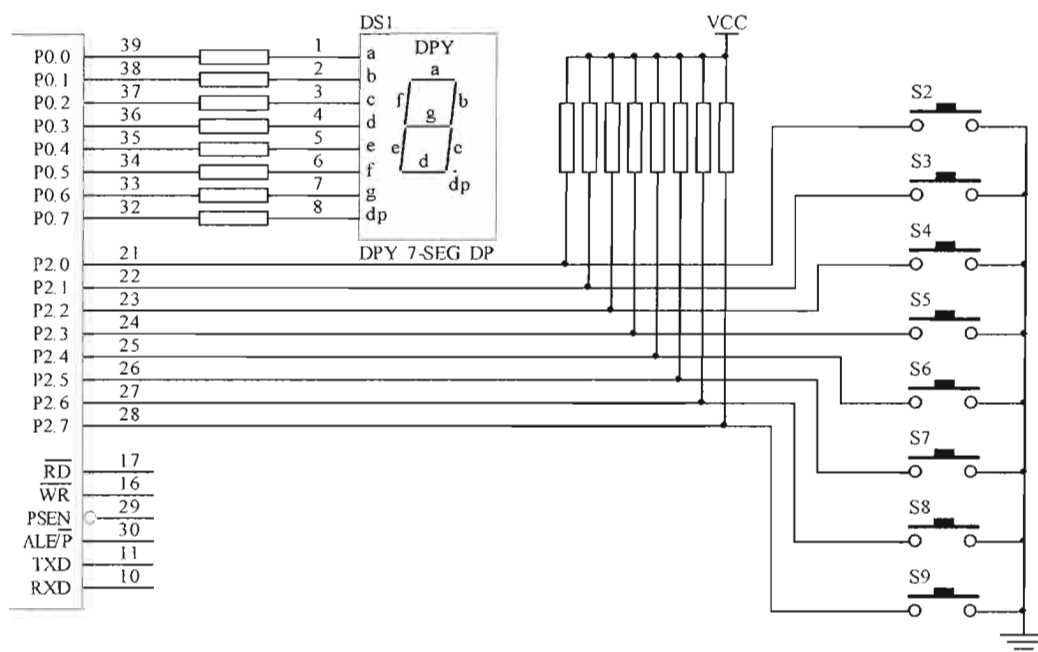 DS1
VCC
P0.0 39 1 a
P0.1 38 2 b
P0.2 37 3 c
P0.3 36 4 d
P0.4 35 5 e
P0.5 34 6 f
P0.6 33 7 g
P0.7 32 8 dp
DPY
a
f b
g
e c
d
dp
DPY 7-SEG DP
P2.0 21
P2.1 22
P2.2 23
P2.3 24
P2.4 25
P2.5 26
P2.6 27
P2.7 28
RD 17
WR 16
PSEN 29
ALE/P 30
TXD 11
RXD 10
S2
S3
S4
S5
S6
S7
S8
S9